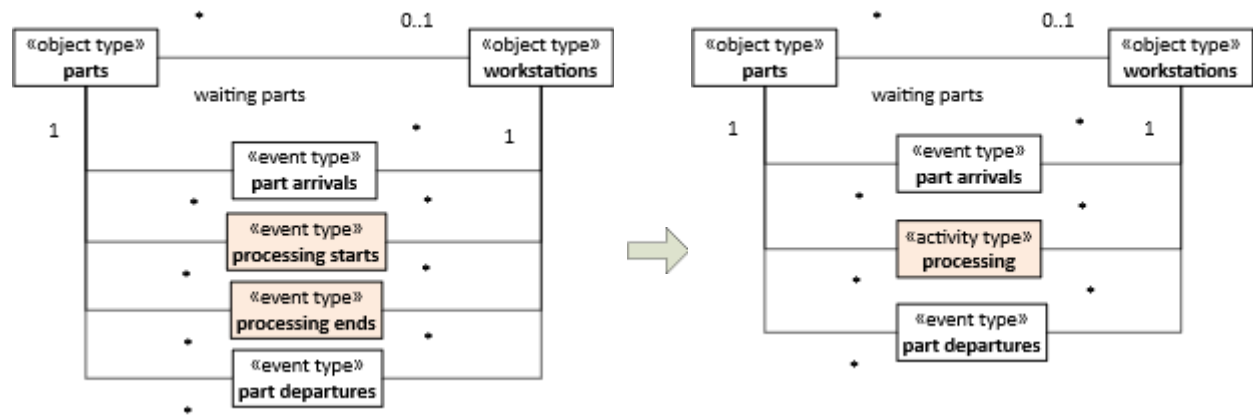 * 0..1
«object type» «object type»
parts workstations
waiting parts
1 * 1
«event type»
part arrivals
* *
«event type»
processing starts
* *
«event type»
processing ends
* *
«event type»
part departures
*
* 0..1
«object type» «object type»
parts workstations
waiting parts
1 * 1
«event type»
part arrivals
* *
«activity type»
processing
* *
«event type»
part departures
*